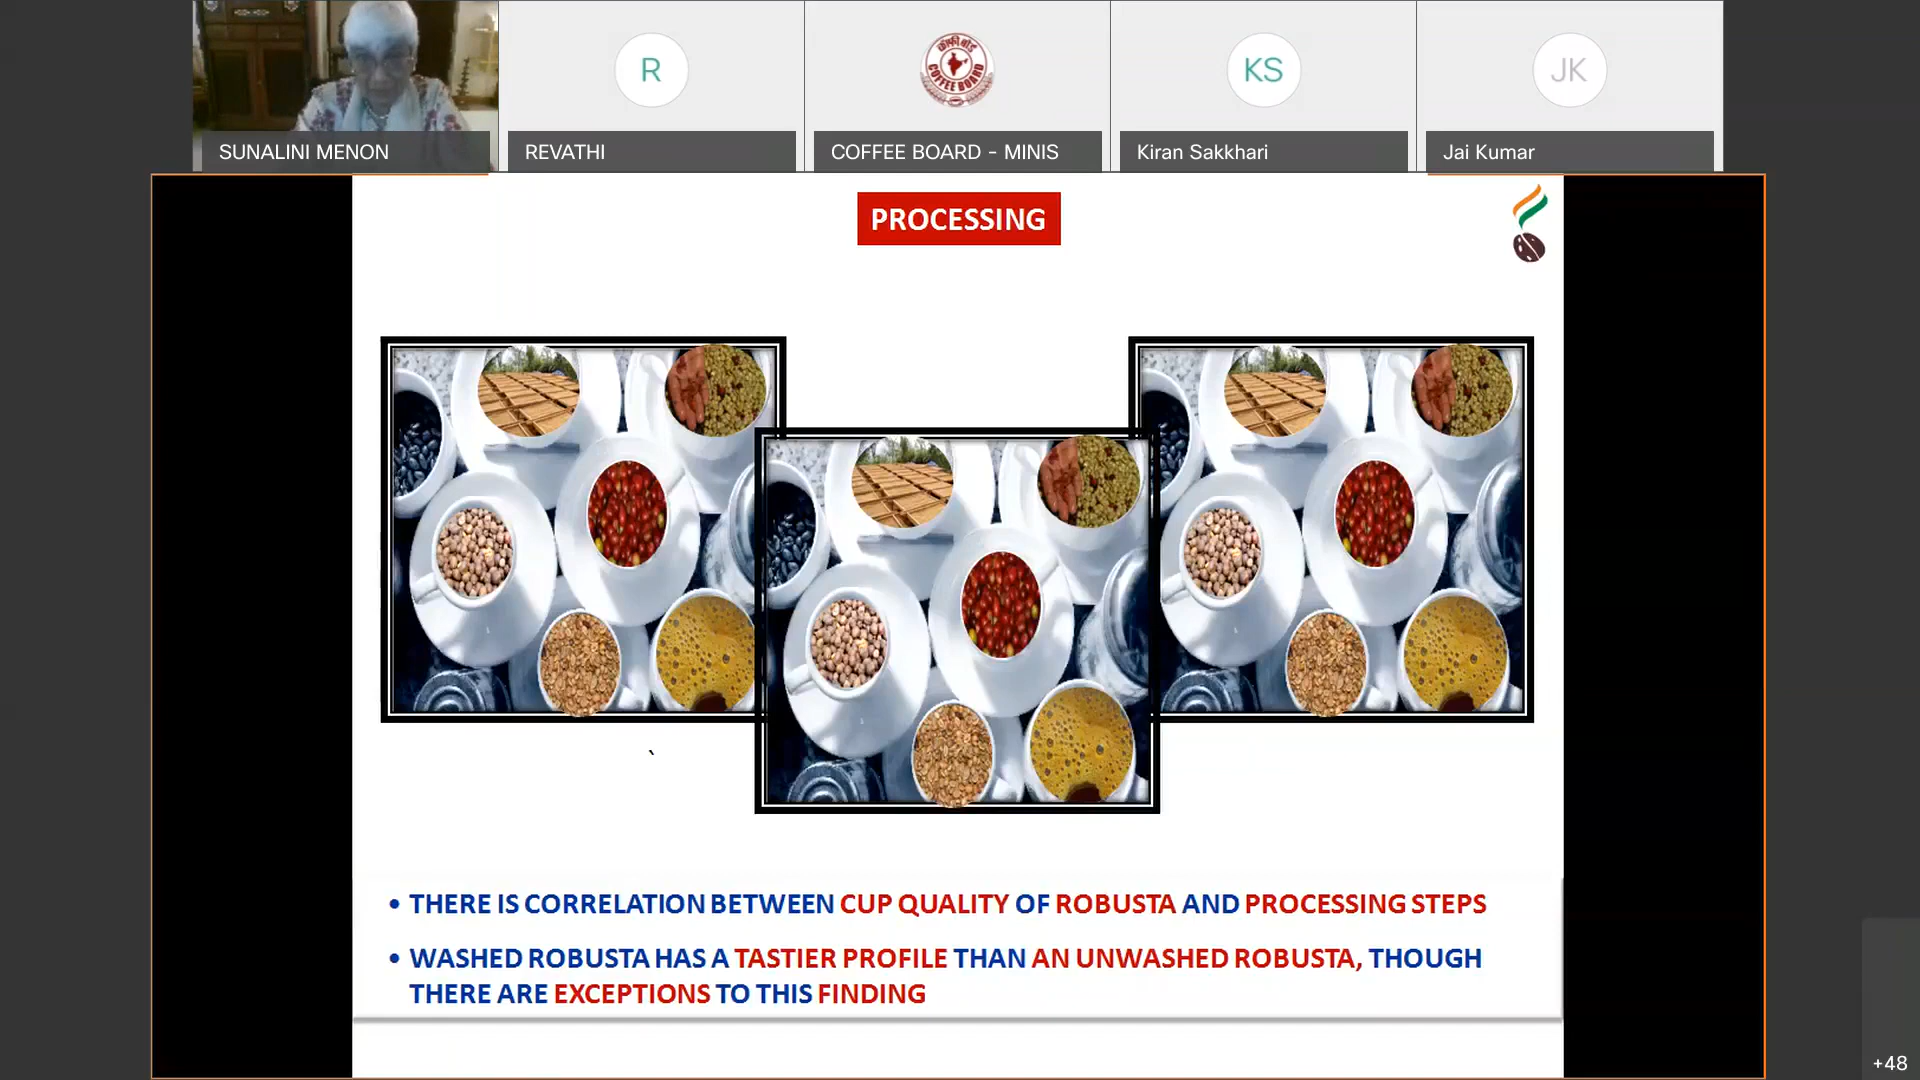 R
KS
JK
कॉफी बोर्ड
COFFEE BOARD
SUNALINI MENON
REVATHI
COFFEE BOARD - MINIS
Kiran Sakkhari
Jai Kumar
PROCESSING
`
• THERE IS CORRELATION BETWEEN CUP QUALITY OF ROBUSTA AND PROCESSING STEPS
• WASHED ROBUSTA HAS A TASTIER PROFILE THAN AN UNWASHED ROBUSTA, THOUGH
THERE ARE EXCEPTIONS TO THIS FINDING
+48